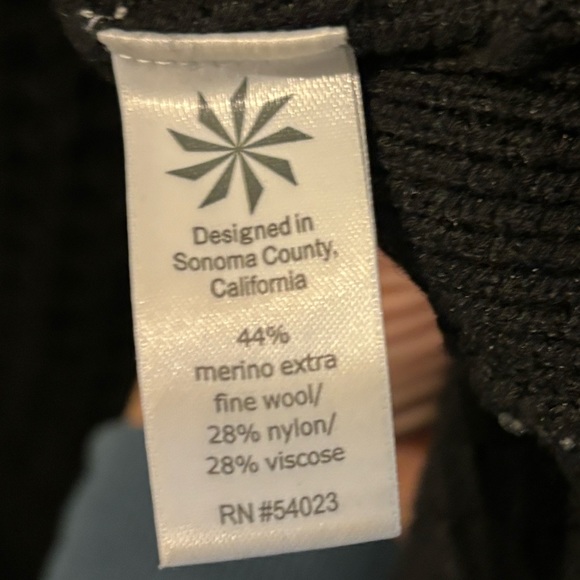 Designed in
Sonoma County,
California
44%
merino extra
fine wool/
28% nylon/
28% viscose
RN #54023